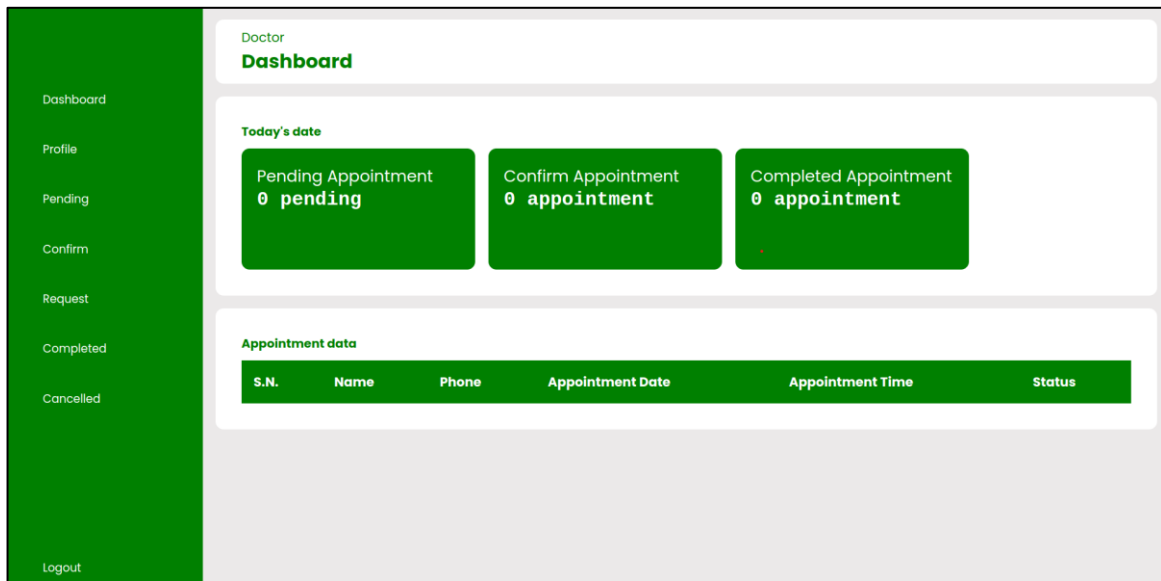 Dashboard
Profile
Pending
Confirm
Request
Completed
Cancelled
Logout
Doctor
Dashboard
Today's date
Pending Appointment
0 pending
Confirm Appointment
0 appointment
Completed Appointment
0 appointment
Appointment data
S.N. Name Phone Appointment Date Appointment Time Status